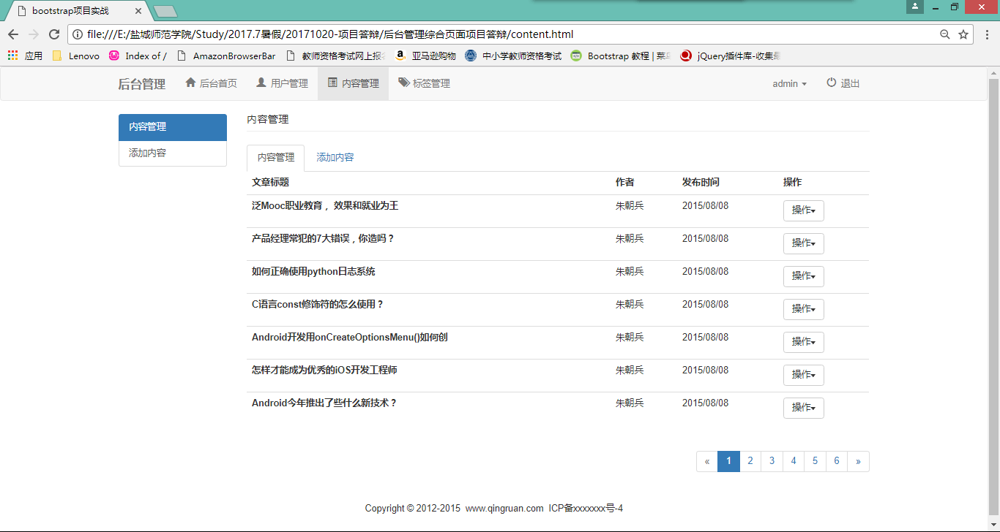 bootstrap项目实战
file:///E:/盐城师范学院/Study/2017.7暑假/20171020-项目答辩/后台管理综合页面项目答辩/content.html
应用 Lenovo Index of / AmazonBrowserBar 教师资格考试网上报 亚马逊购物 中小学教师资格考试 Bootstrap 教程 | 菜 jQuery插件库-收集
后台管理 后台首页 用户管理 内容管理 标签管理 admin 退出
内容管理
添加内容
内容管理
内容管理 添加内容
文章标题 作者 发布时间 操作
泛Mooc职业教育， 效果和就业为王 朱朝兵 2015/08/08 操作
产品经理常犯的7大错误，你造吗？ 朱朝兵 2015/08/08 操作
如何正确使用python日志系统 朱朝兵 2015/08/08 操作
C语言const修饰符的怎么使用？ 朱朝兵 2015/08/08 操作
Android开发用onCreateOptionsMenu()如何创 朱朝兵 2015/08/08 操作
怎样才能成为优秀的iOS开发工程师 朱朝兵 2015/08/08 操作
Android今年推出了些什么新技术？ 朱朝兵 2015/08/08 操作
« 1 2 3 4 5 6 »
Copyright © 2012-2015 www.qingruan.com ICP备xxxxxxx号-4